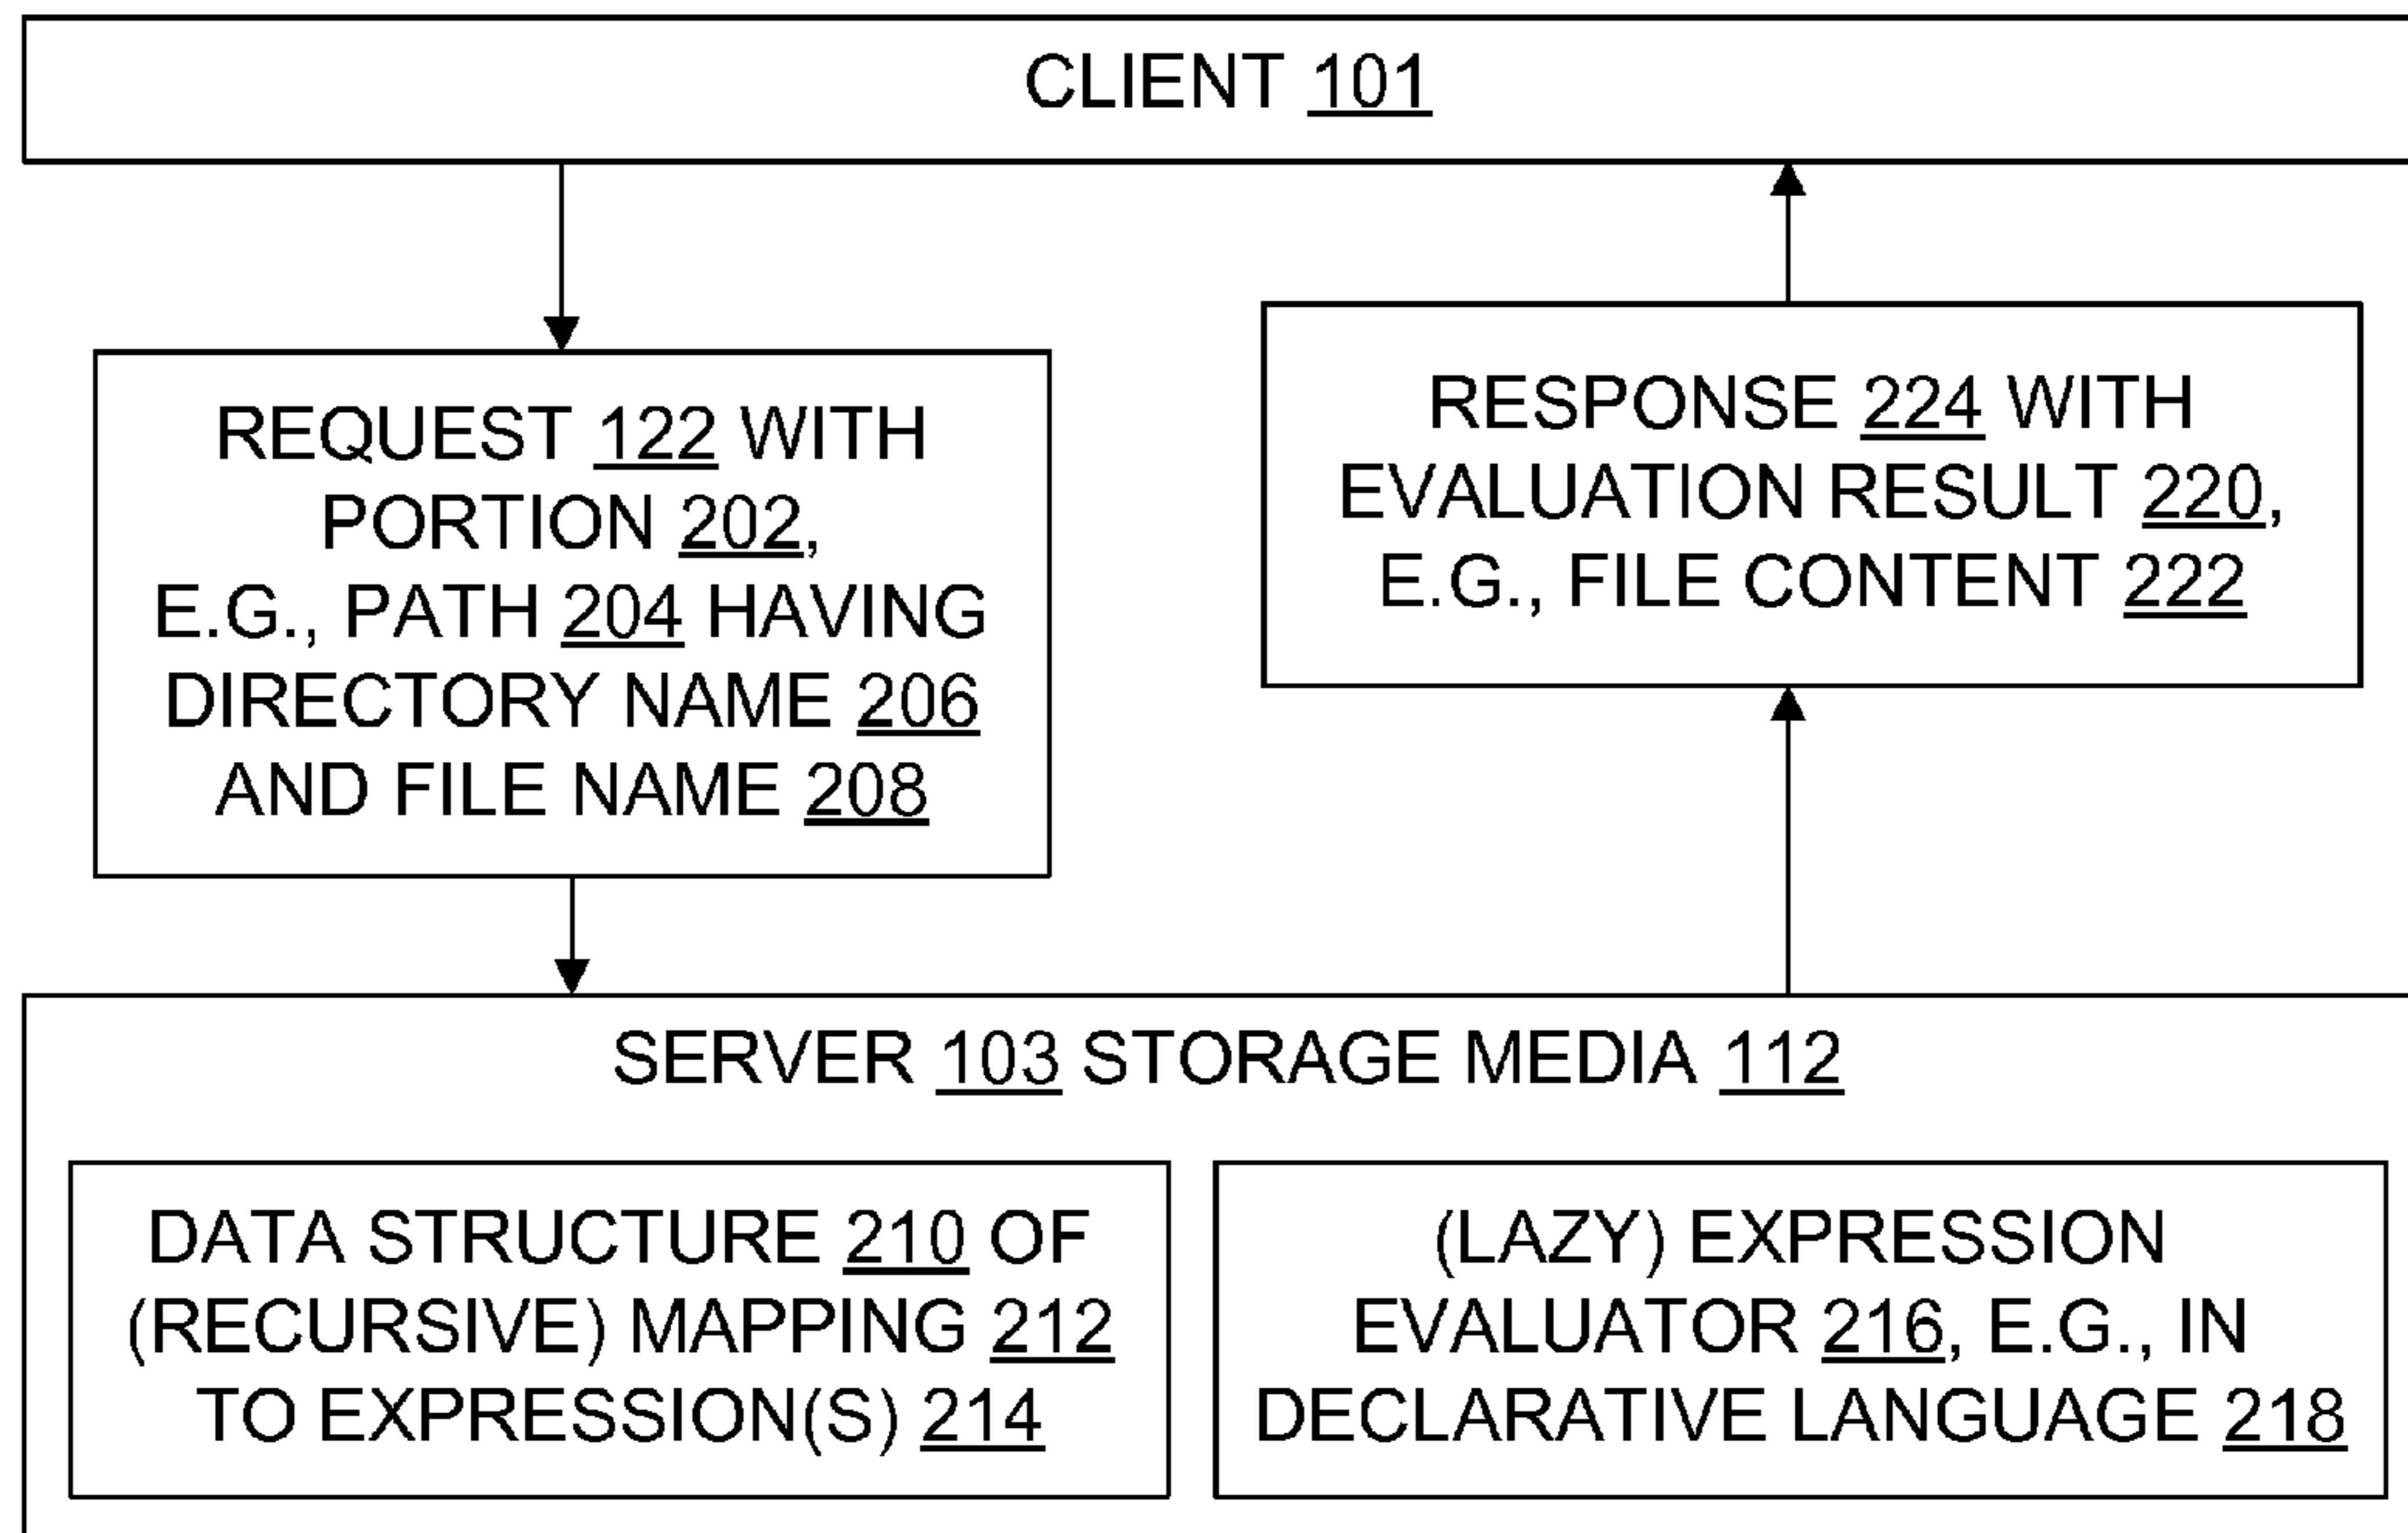 CLIENT 101
REQUEST 122 WITH
PORTION 202,
E.G., PATH 204 HAVING
DIRECTORY NAME 206
AND FILE NAME 208
RESPONSE 224 WITH
EVALUATION RESULT 220,
E.G., FILE CONTENT 222
SERVER 103 STORAGE MEDIA 112
DATA STRUCTURE 210 OF
(RECURSIVE) MAPPING 212
TO EXPRESSION(S) 214
(LAZY) EXPRESSION
EVALUATOR 216, E.G., IN
DECLARATIVE LANGUAGE 218